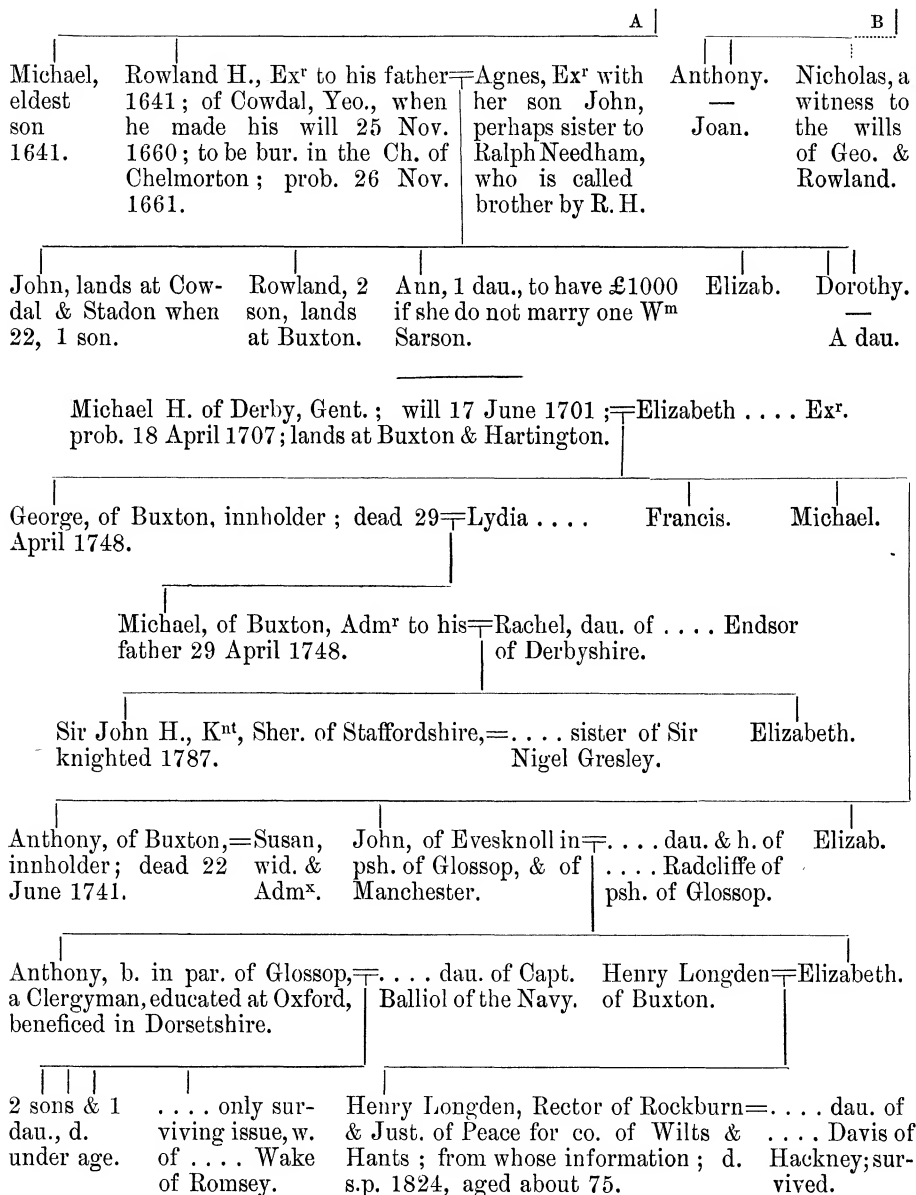 A
B
Michael,
eldest
son
1641.
Rowland H., Exʳ to his father
1641; of Cowdal, Yeo., when
he made his will 25 Nov.
1660; to be bur. in the Ch. of
Chelmorton; prob. 26 Nov.
1661.
Agnes, Exʳ with
her son John,
perhaps sister to
Ralph Needham,
who is called
brother by R. H.
Anthony.
—
Joan.
Nicholas, a
witness to
the wills
of Geo. &
Rowland.
John, lands at Cow-
dal & Stadon when
22, 1 son.
Rowland, 2
son, lands
at Buxton.
Ann, 1 dau., to have £1000
if she do not marry one Wᵐ
Sarson.
Elizab.
Dorothy.
—
A dau.
Michael H. of Derby, Gent.; will 17 June 1701;
prob. 18 April 1707; lands at Buxton & Hartington.
Elizabeth .... Exʳ.
George, of Buxton, innholder; dead 29
April 1748.
Lydia ....
Francis.
Michael.
Michael, of Buxton, Admʳ to his
father 29 April 1748.
Rachel, dau. of .... Endsor
of Derbyshire.
Sir John H., Kⁿᵗ, Sher. of Staffordshire,
knighted 1787.
.... sister of Sir
Nigel Gresley.
Elizabeth.
Anthony, of Buxton,
innholder; dead 22
June 1741.
Susan,
wid. &
Admˣ.
John, of Evesknoll in
psh. of Glossop, & of
Manchester.
.... dau. & h. of
.... Radcliffe of
psh. of Glossop.
Elizab.
Anthony, b. in par. of Glossop,
a Clergyman, educated at Oxford,
beneficed in Dorsetshire.
.... dau. of Capt.
Balliol of the Navy.
Henry Longden
of Buxton.
Elizabeth.
2 sons & 1
dau., d.
under age.
.... only sur-
viving issue, w.
of .... Wake
of Romsey.
Henry Longden, Rector of Rockburn
& Just. of Peace for co. of Wilts &
Hants; from whose information; d.
s.p. 1824, aged about 75.
.... dau. of
.... Davis of
Hackney; sur-
vived.